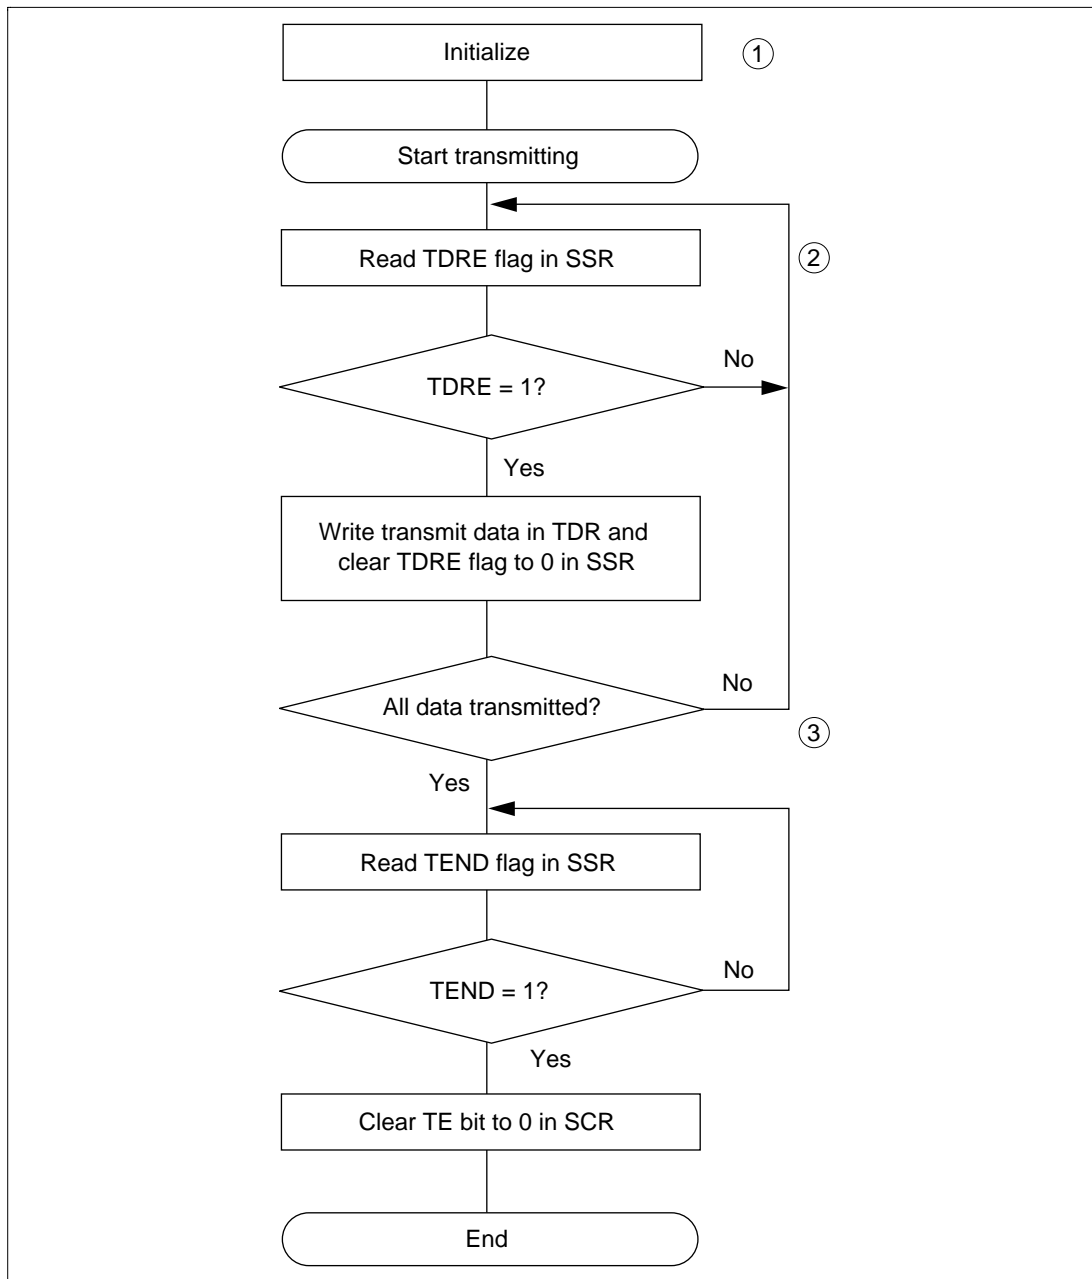 Initialize
①
Start transmitting
Read TDRE flag in SSR
②
TDRE = 1?
No
Yes
Write transmit data in TDR and
clear TDRE flag to 0 in SSR
All data transmitted?
No
③
Yes
Read TEND flag in SSR
TEND = 1?
No
Yes
Clear TE bit to 0 in SCR
End